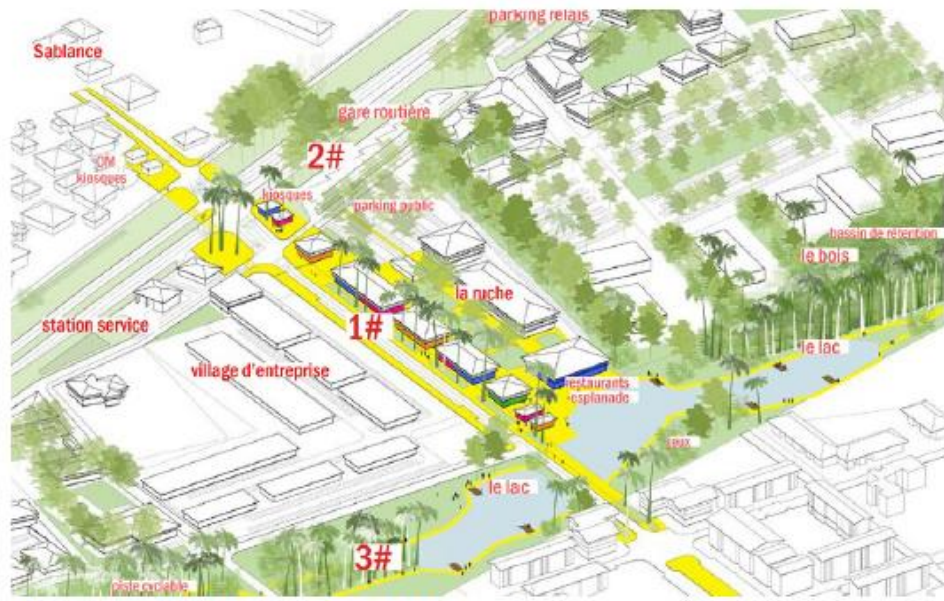 parking relais
Sablance
gare routière
2#
OM
kiosques
kiosques
parking public
bassin de rétention
le bois
la ruche
station service
1#
le lac
village d'entreprise
restaurants
esplanade
jeux
le lac
3#
piste cyclable